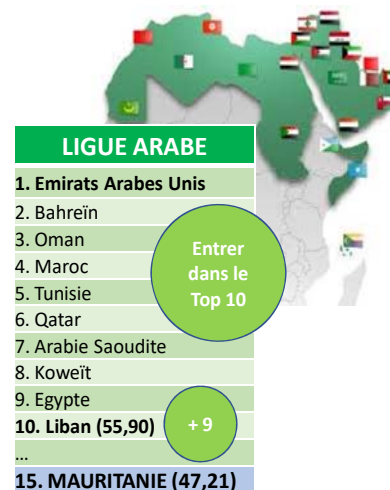 LIGUE ARABE
1. Emirats Arabes Unis
2. Bahreïn
3. Oman
4. Maroc
5. Tunisie
6. Qatar
7. Arabie Saoudite
8. Koweït
9. Egypte
10. Liban (55,90)
...
15. MAURITANIE (47,21)
Entrer
dans le
Top 10
+ 9